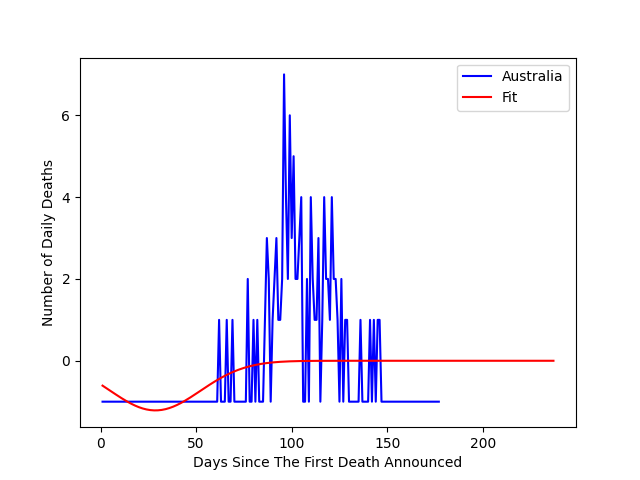 Australia
Fit
Number of Daily Deaths
6
4
2
0
0 50 100 150 200
Days Since The First Death Announced